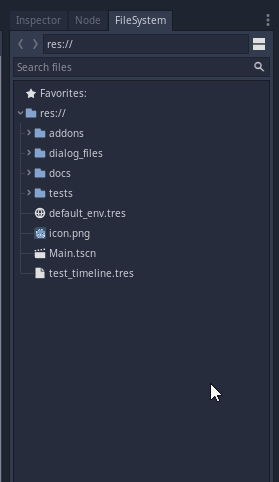 Inspector Node FileSystem
res://
Search files
Favorites:
res://
addons
dialog_files
docs
tests
default_env.tres
icon.png
Main.tscn
test_timeline.tres